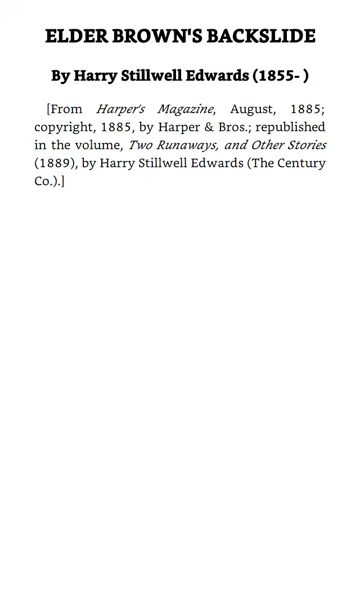 ELDER BROWN'S BACKSLIDE
By Harry Stillwell Edwards (1855- )
[From Harper's Magazine, August, 1885;
copyright, 1885, by Harper & Bros.; republished
in the volume, Two Runaways, and Other Stories
(1889), by Harry Stillwell Edwards (The Century
Co.).]